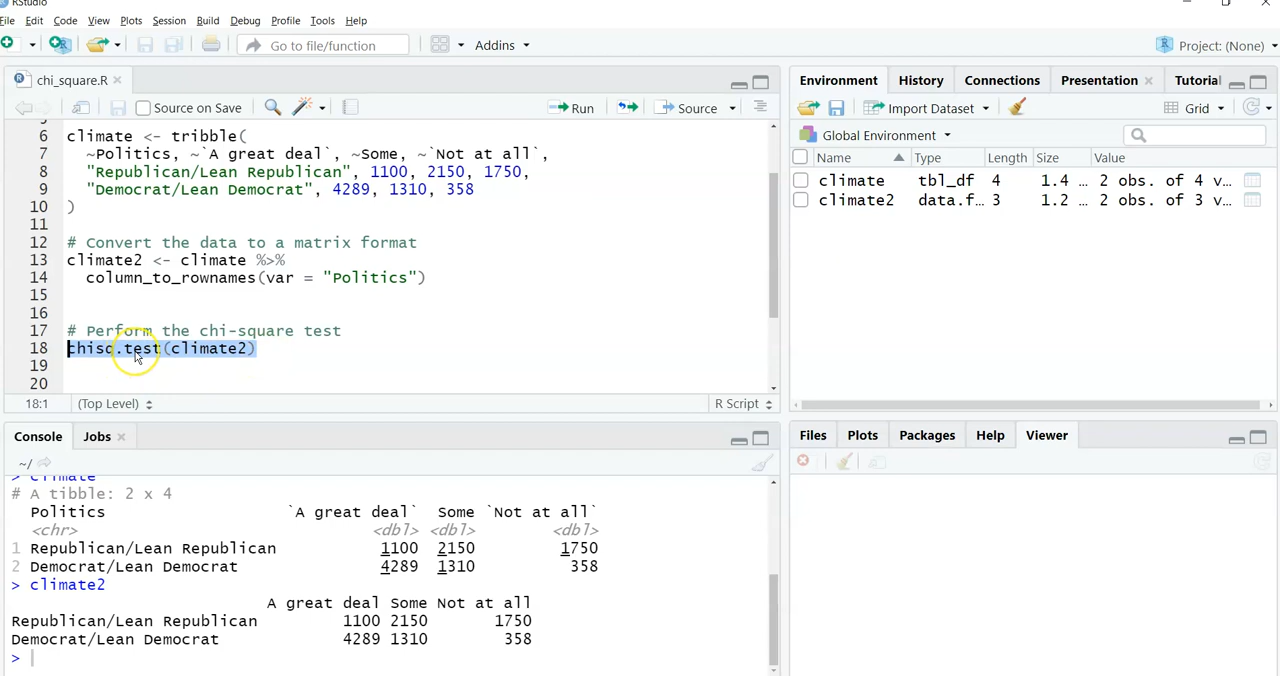 RStudio
File Edit Code View Plots Session Build Debug Profile Tools Help
Go to file/function Addins Project: (None)
chi_square.R
Source on Save Run Source
6 climate <- tribble(
7 ~Politics, ~`A great deal`, ~Some, ~`Not at all`,
8 "Republican/Lean Republican", 1100, 2150, 1750,
9 "Democrat/Lean Democrat", 4289, 1310, 358
10 )
11
12 # Convert the data to a matrix format
13 climate2 <- climate %>%
14 column_to_rownames(var = "Politics")
15
16
17 # Perform the chi-square test
18 chisq.test(climate2)
19
20
18:1 (Top Level) R Script
Console Jobs
~/
> climate
# A tibble: 2 x 4
Politics `A great deal` Some `Not at all`
<chr> <dbl> <dbl> <dbl>
1 Republican/Lean Republican 1100 2150 1750
2 Democrat/Lean Democrat 4289 1310 358
> climate2
A great deal Some Not at all
Republican/Lean Republican 1100 2150 1750
Democrat/Lean Democrat 4289 1310 358
>
Environment History Connections Presentation Tutorial
Import Dataset Grid
Global Environment
Name Type Length Size Value
climate tbl_df 4 1.4 … 2 obs. of 4 v…
climate2 data.f… 3 1.2 … 2 obs. of 3 v…
Files Plots Packages Help Viewer